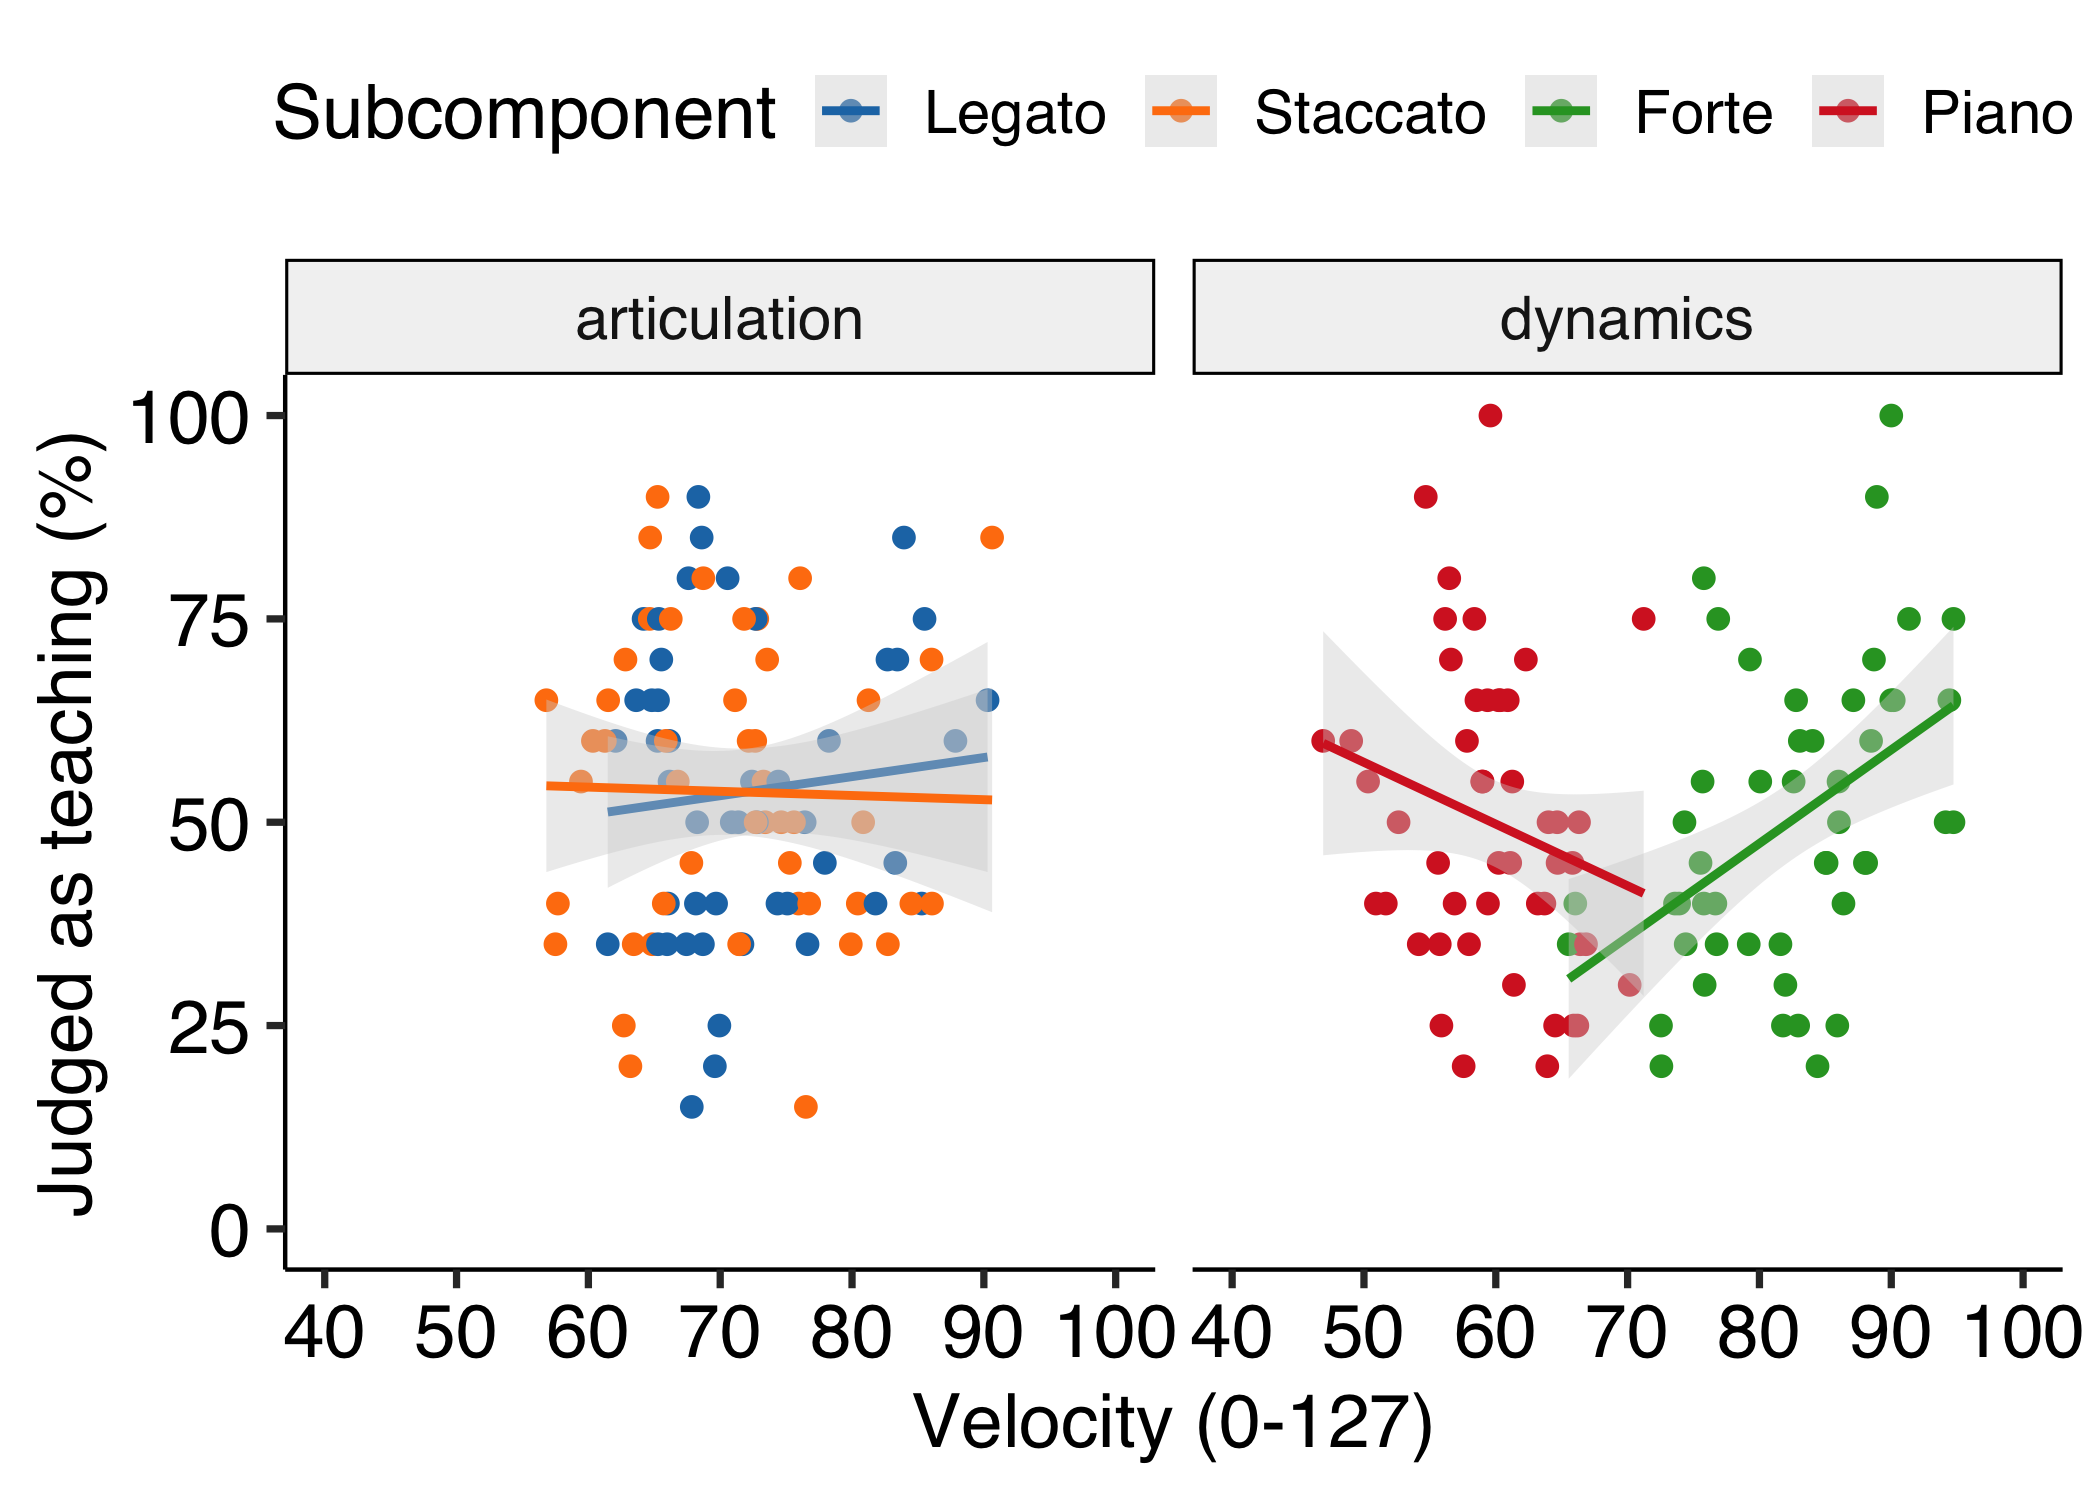 Subcomponent Legato Staccato Forte Piano
articulation dynamics
Judged as teaching (%)
100
75
50
25
0
40 50 60 70 80 90 100 40 50 60 70 80 90 100
Velocity (0-127)